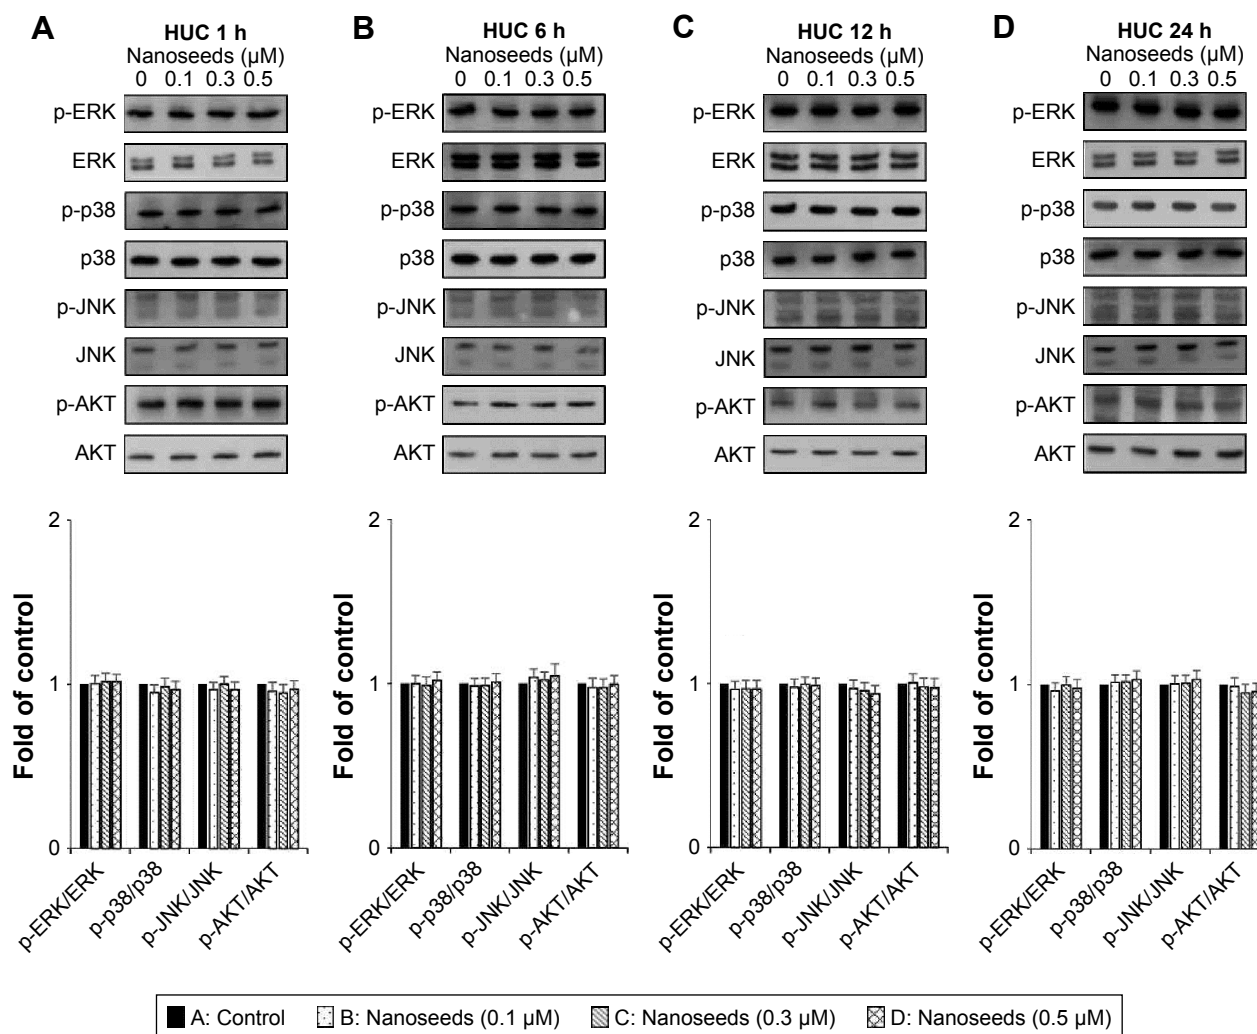 A
HUC 1 h
Nanoseeds (µM)
0 0.1 0.3 0.5
p-ERK
ERK
p-p38
p38
p-JNK
JNK
p-AKT
AKT
B
HUC 6 h
Nanoseeds (µM)
0 0.1 0.3 0.5
p-ERK
ERK
p-p38
p38
p-JNK
JNK
p-AKT
AKT
C
HUC 12 h
Nanoseeds (µM)
0 0.1 0.3 0.5
p-ERK
ERK
p-p38
p38
p-JNK
JNK
p-AKT
AKT
D
HUC 24 h
Nanoseeds (µM)
0 0.1 0.3 0.5
p-ERK
ERK
p-p38
p38
p-JNK
JNK
p-AKT
AKT
Fold of control
2
1
0
p-ERK/ERK
p-p38/p38
p-JNK/JNK
p-AKT/AKT
Fold of control
2
1
0
p-ERK/ERK
p-p38/p38
p-JNK/JNK
p-AKT/AKT
Fold of control
2
1
0
p-ERK/ERK
p-p38/p38
p-JNK/JNK
p-AKT/AKT
Fold of control
2
1
0
p-ERK/ERK
p-p38/p38
p-JNK/JNK
p-AKT/AKT
A: Control B: Nanoseeds (0.1 µM) C: Nanoseeds (0.3 µM) D: Nanoseeds (0.5 µM)